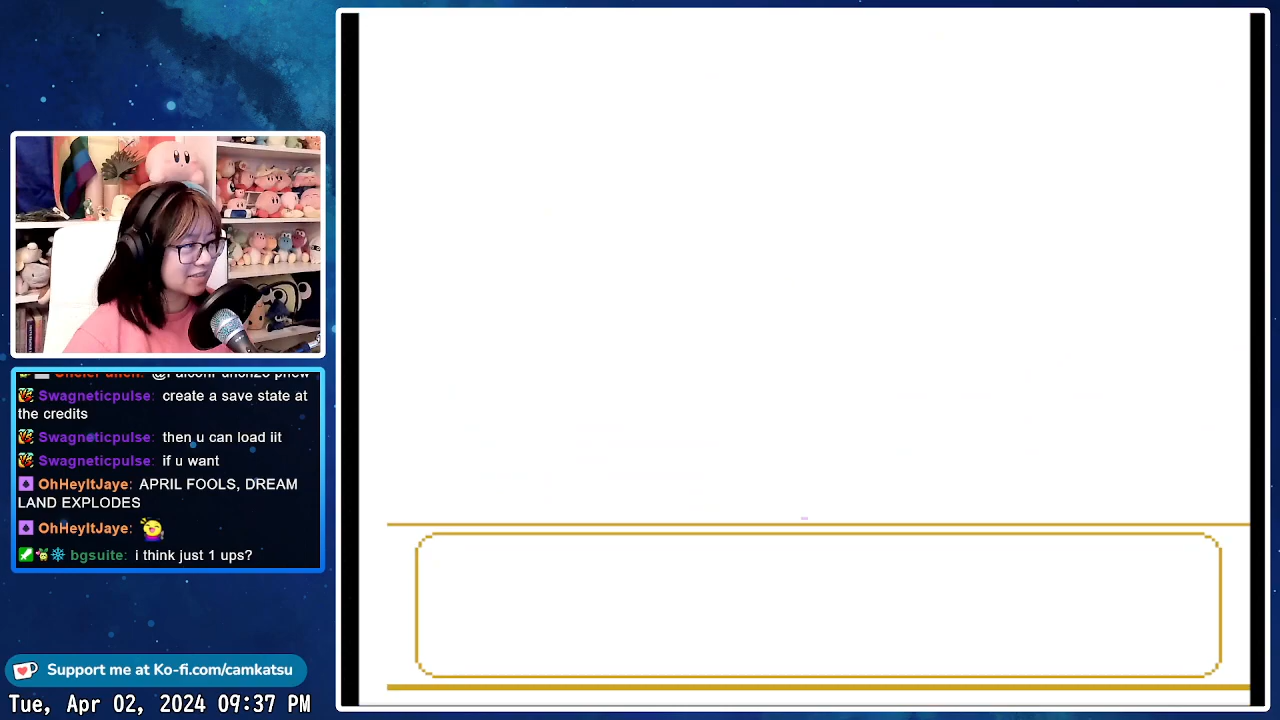 Swagneticpulse: create a save state at
the credits
Swagneticpulse: then u can load iit
Swagneticpulse: if u want
OhHeyItJaye: APRIL FOOLS, DREAM
LAND EXPLODES
OhHeyItJaye:
bgsuite: i think just 1 ups?
Support me at Ko-fi.com/camkatsu
Tue, Apr 02, 2024 09:37 PM